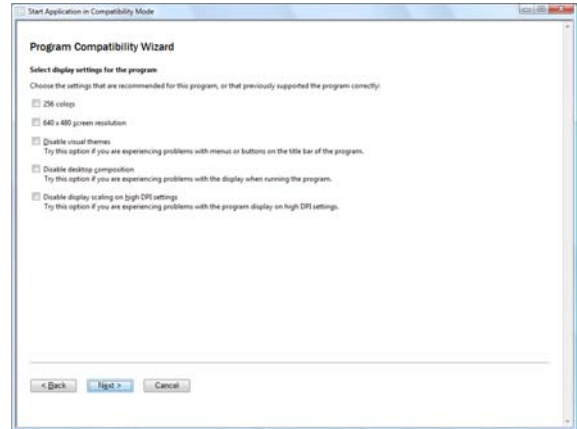 Start Application in Compatibility Mode
Program Compatibility Wizard
Select display settings for the program
Choose the settings that are recommended for this program, or that previously supported the program correctly:
256 colors
640 x 480 screen resolution
Disable visual themes
Try this option if you are experiencing problems with menus or buttons on the title bar of the program.
Disable desktop composition
Try this option if you are experiencing problems with the display when running the program.
Disable display scaling on high DPI settings
Try this option if you are experiencing problems with the program display on high DPI settings.
< Back Next > Cancel